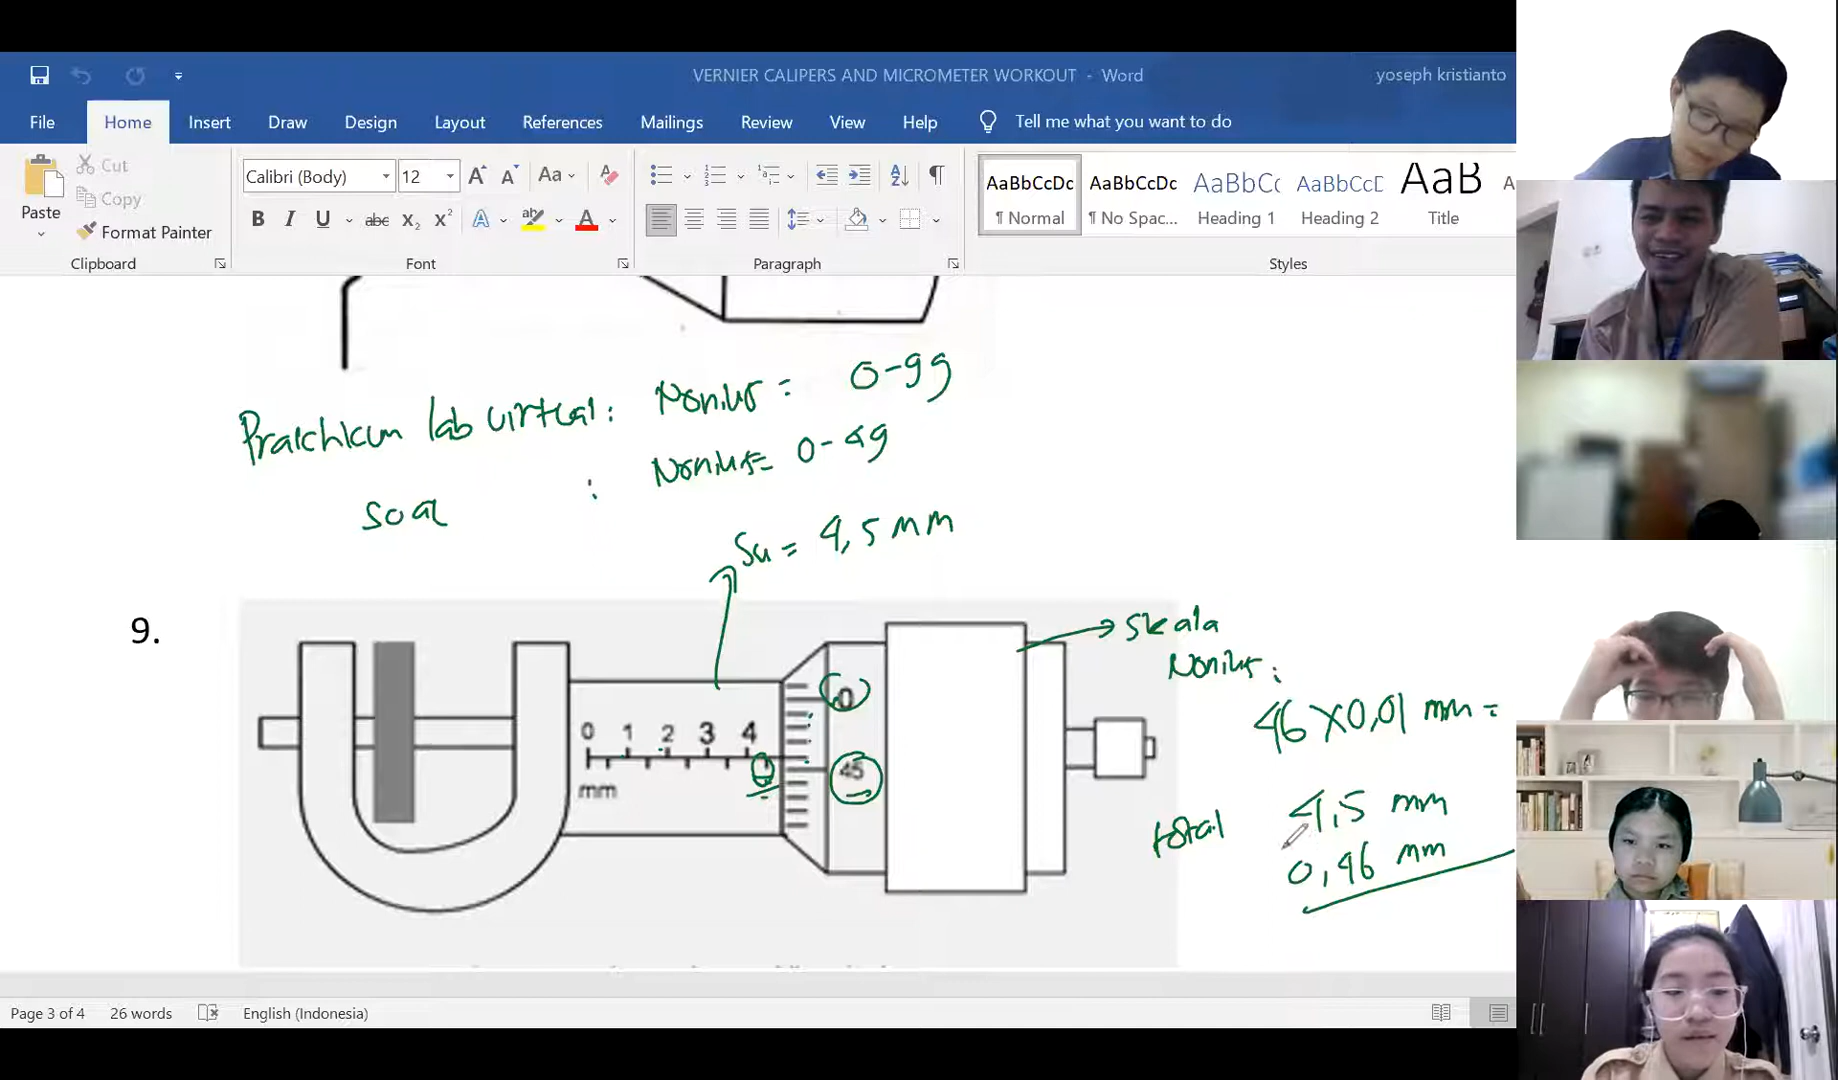 VERNIER CALIPERS AND MICROMETER WORKOUT - Word
yoseph kristianto
File Home Insert Draw Design Layout References Mailings Review View Help Tell me what you want to do
Paste
Cut
Copy
Format Painter
Clipboard
Calibri (Body) 12 Aa
B I U abc X₂ X² A ab A
Font
Paragraph
AaBbCcDc AaBbCcDc AaBbCc AaBbCcD AaB
¶ Normal ¶ No Spac... Heading 1 Heading 2 Title
Styles
lab virtual : Nonius = 0-99
soal : Nonius = 0-49
Su = 4,5 mm
9.
skala
Nonius :
46 X 0,01 mm =
total 4,5 mm
0,46 mm
0 1 2 3 4
mm
0
45
Page 3 of 4 26 words English (Indonesia)